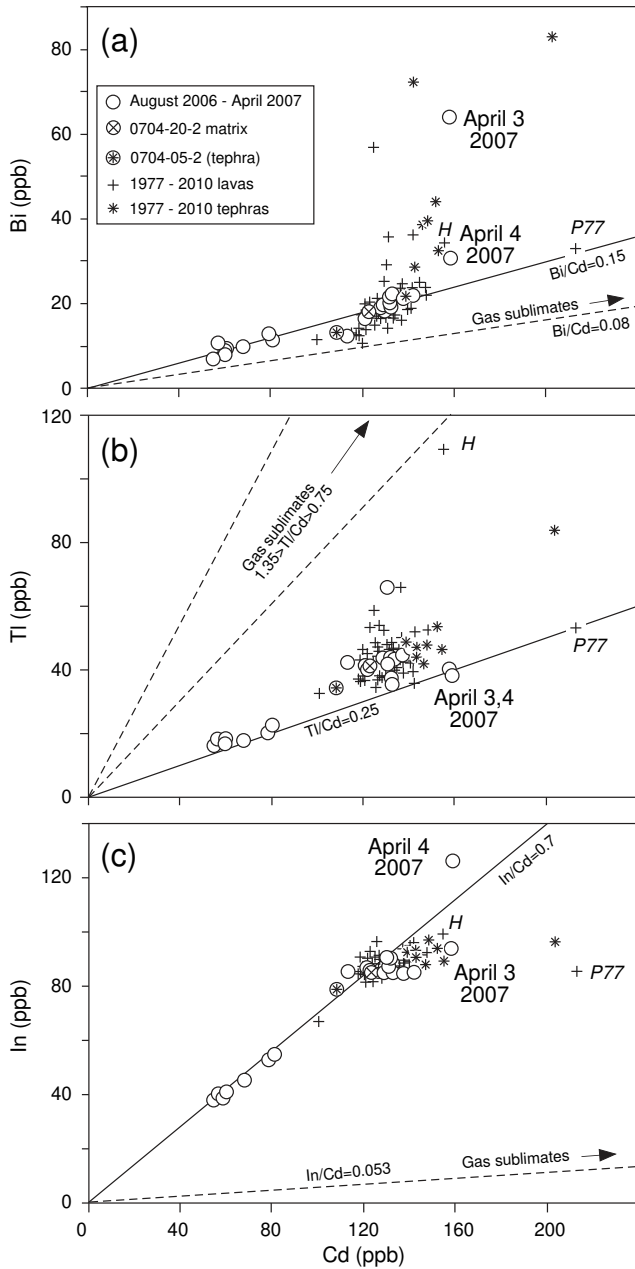 (a)
80
60
40
20
0
Bi (ppb)
August 2006 - April 2007
0704-20-2 matrix
0704-05-2 (tephra)
1977 - 2010 lavas
1977 - 2010 tephras
April 3
2007
H
April 4
2007
P77
Bi/Cd=0.15
Gas sublimates
Bi/Cd=0.08
(b)
120
80
40
0
Tl (ppb)
Gas sublimates
1.35>Tl/Cd>0.75
H
P77
April 3,4
2007
Tl/Cd=0.25
(c)
120
80
40
0
In (ppb)
April 4
2007
In/Cd=0.7
H
April 3
2007
P77
In/Cd=0.053
Gas sublimates
0
40
80
120
160
200
Cd (ppb)